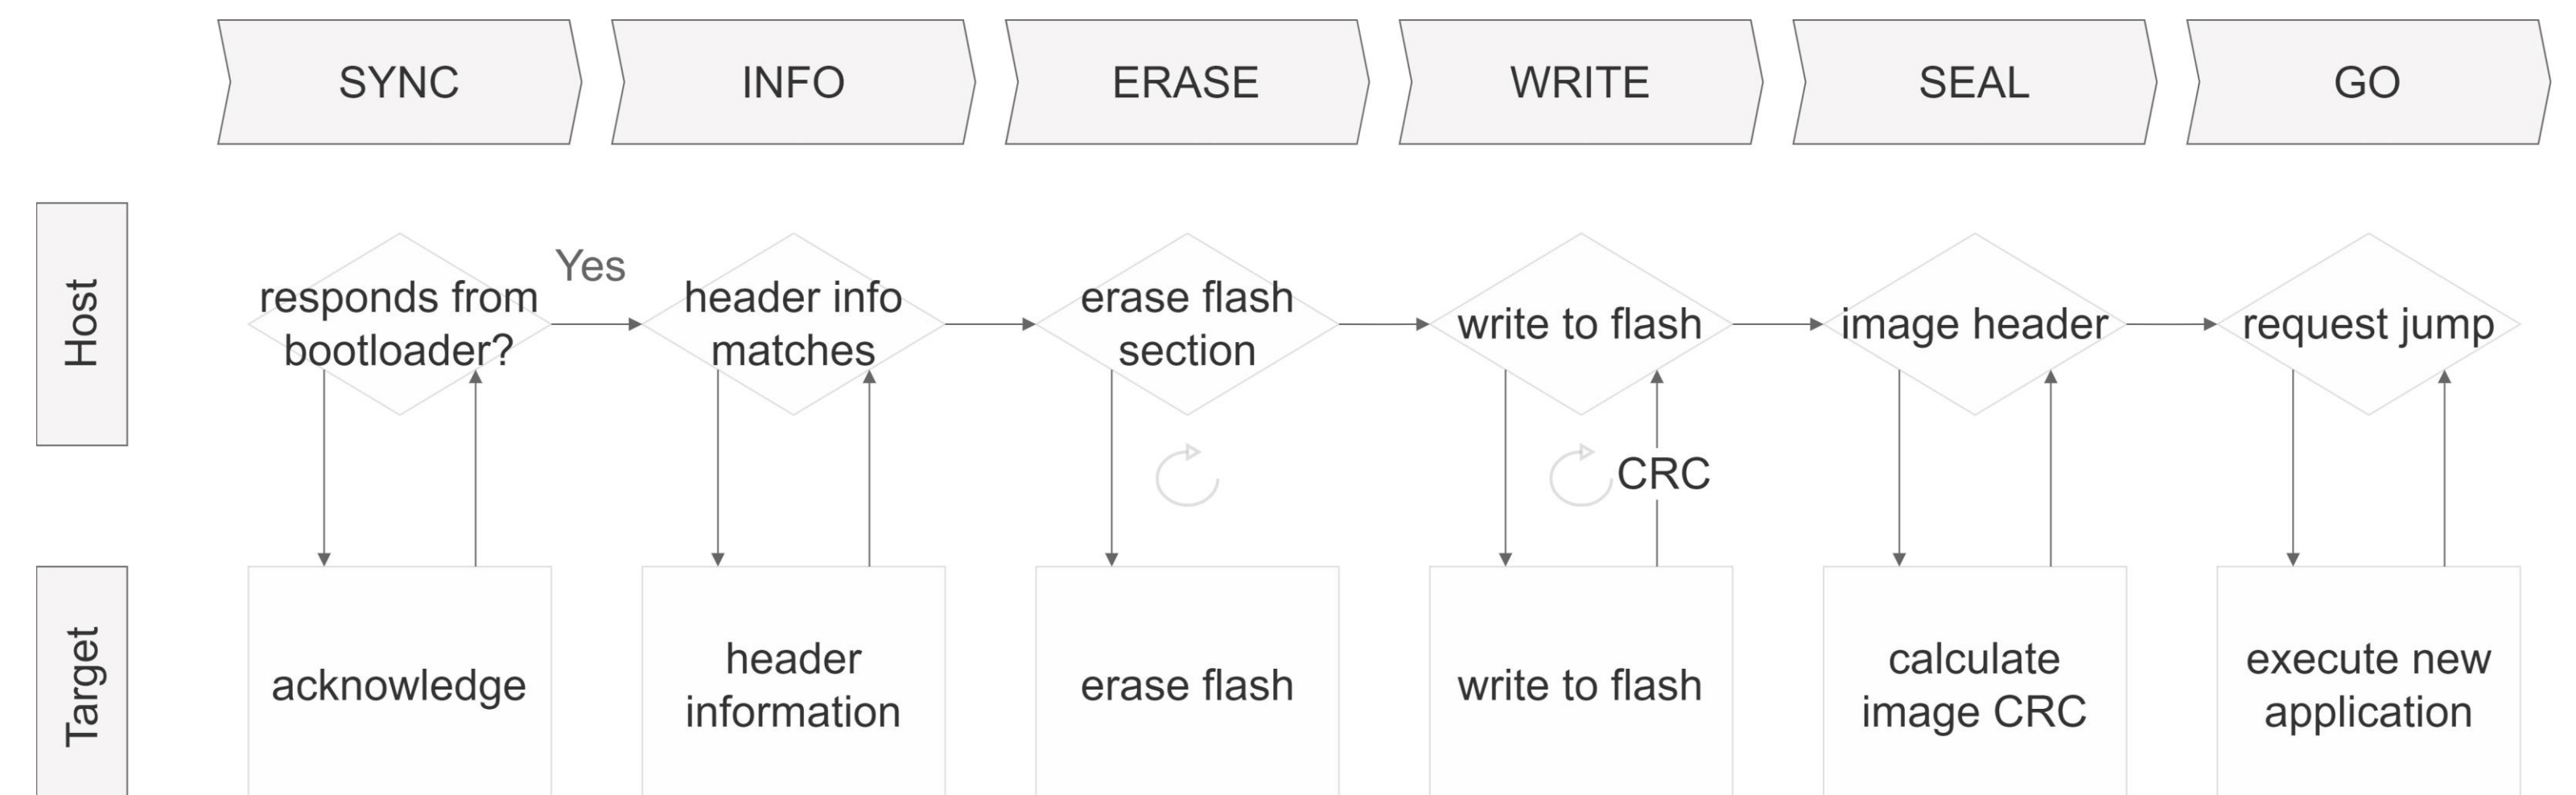 SYNC
INFO
ERASE
WRITE
SEAL
GO
Host
responds from
bootloader?
Yes
header info
matches
erase flash
section
write to flash
image header
request jump
CRC
Target
acknowledge
header
information
erase flash
write to flash
calculate
image CRC
execute new
application